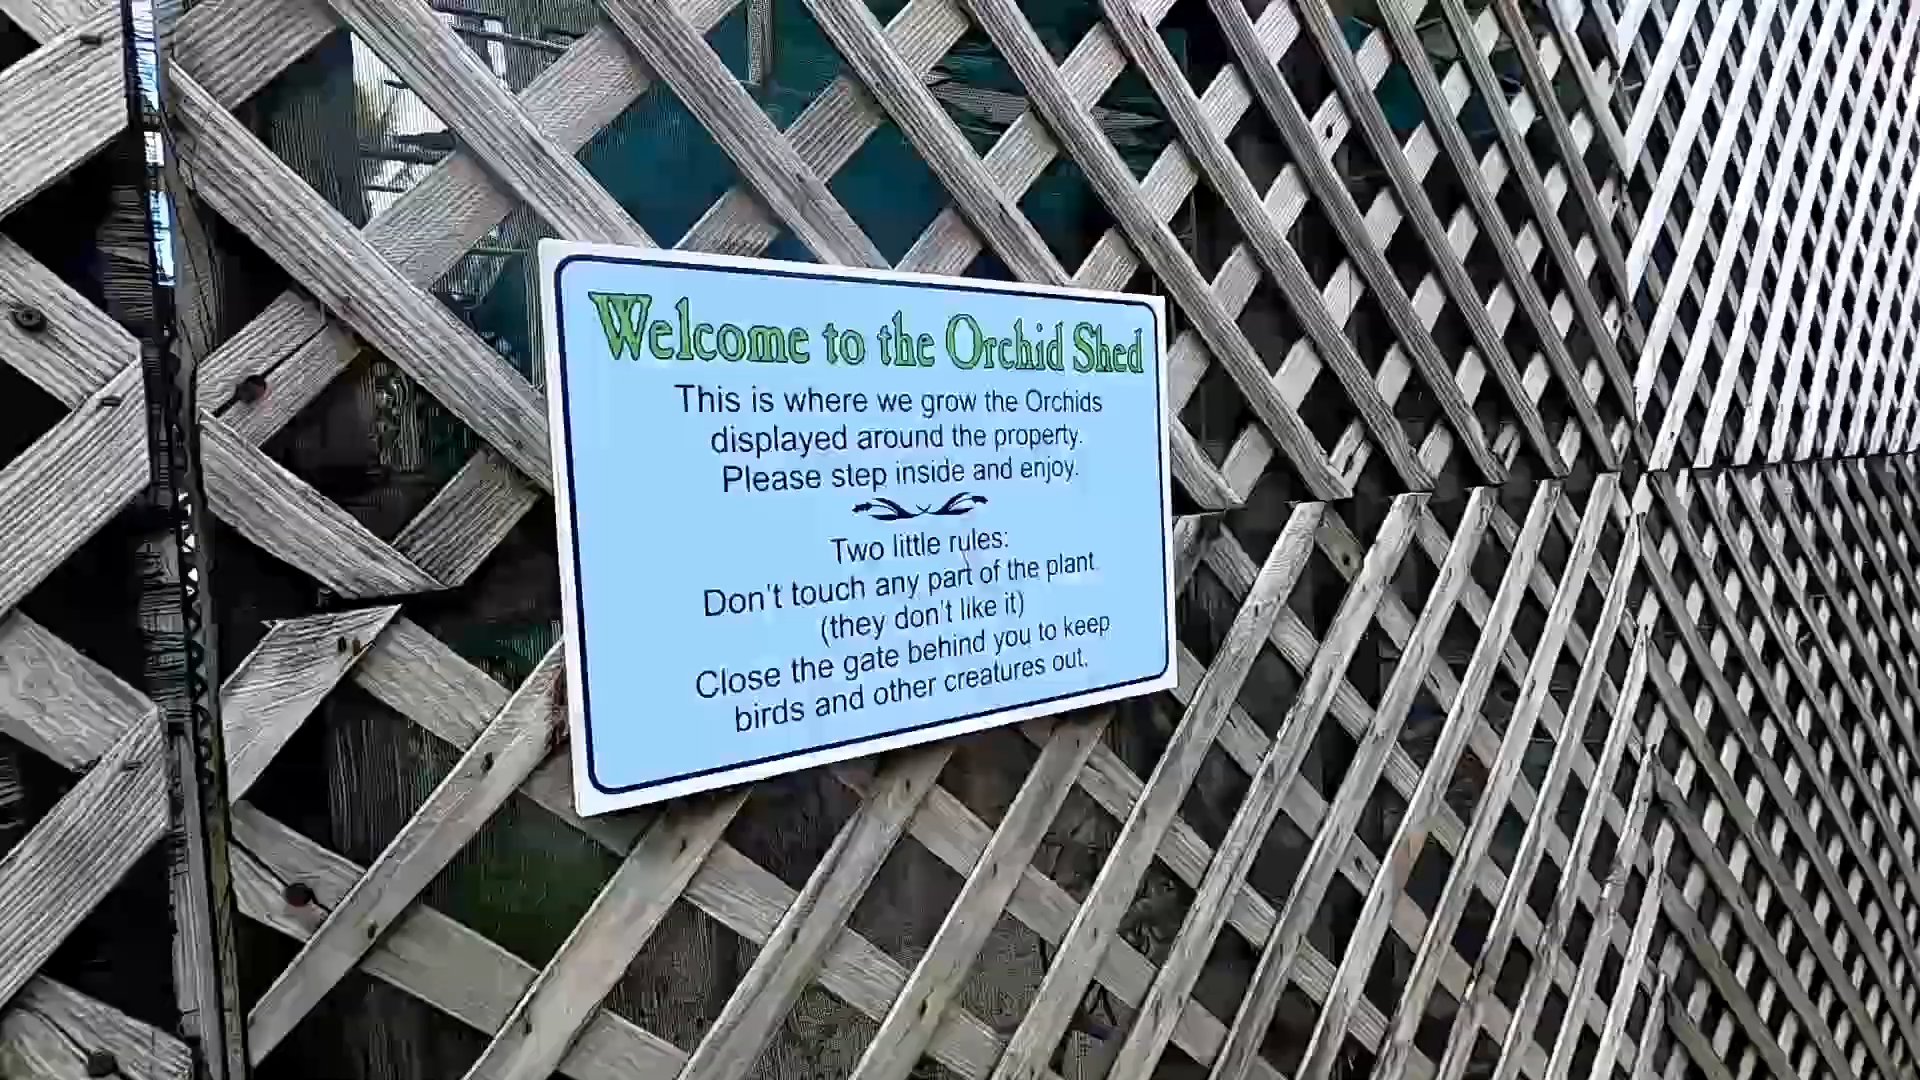 Welcome to the Orchid Shed
This is where we grow the Orchids
displayed around the property.
Please step inside and enjoy.
Two little rules:
Don't touch any part of the plant.
(they don't like it)
Close the gate behind you to keep
birds and other creatures out.